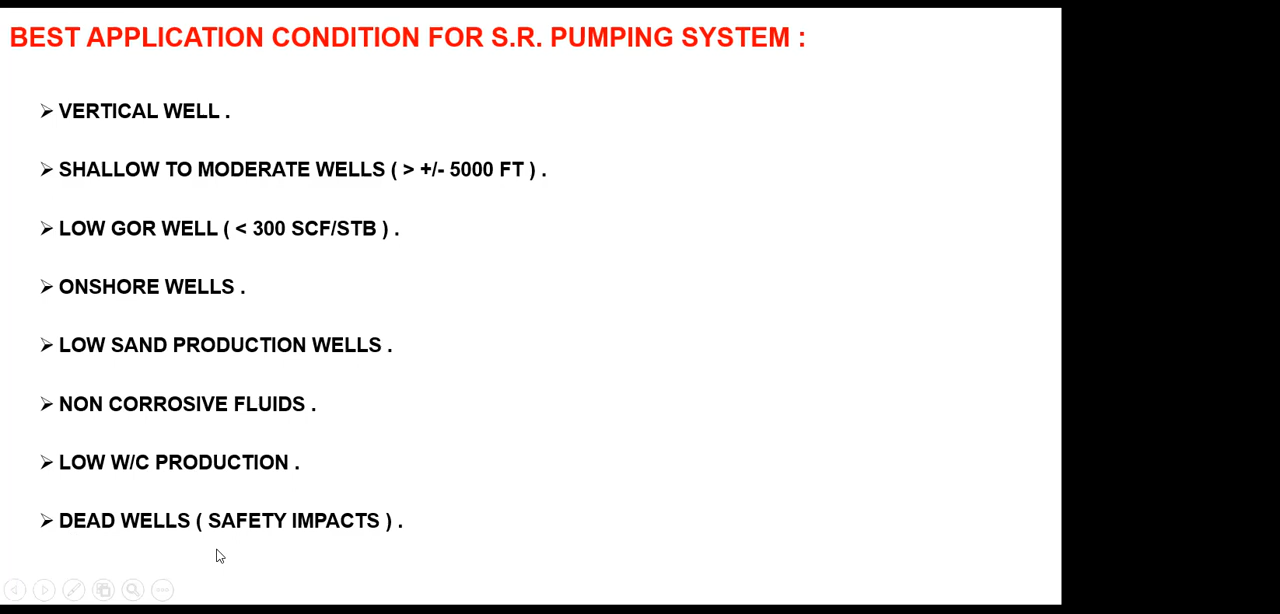 BEST APPLICATION CONDITION FOR S.R. PUMPING SYSTEM :
➢ VERTICAL WELL .
➢ SHALLOW TO MODERATE WELLS ( > +/- 5000 FT ) .
➢ LOW GOR WELL ( < 300 SCF/STB ) .
➢ ONSHORE WELLS .
➢ LOW SAND PRODUCTION WELLS .
➢ NON CORROSIVE FLUIDS .
➢ LOW W/C PRODUCTION .
➢ DEAD WELLS ( SAFETY IMPACTS ) .